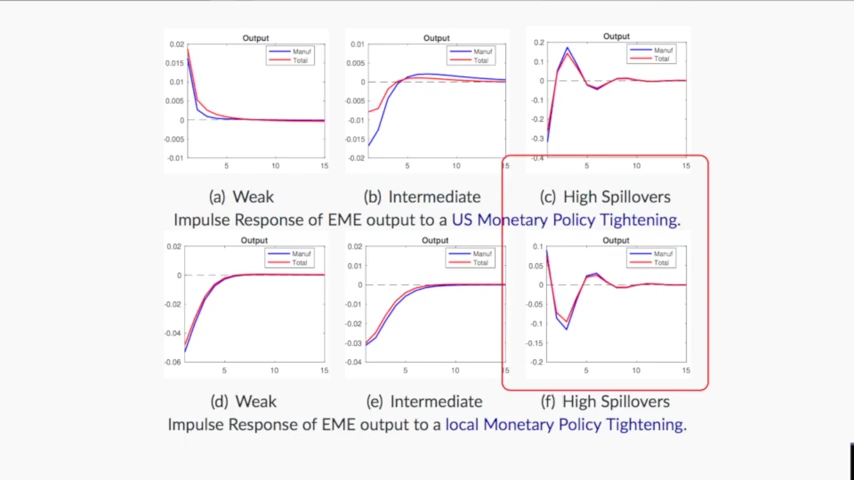 Output
Output
Output
0.02
0.015
0.01
0.005
0
-0.005
-0.01
5
10
15
Manuf
Total
0.01
0.005
0
-0.005
-0.01
-0.015
-0.02
5
10
15
Manuf
Total
0.2
0.1
0
-0.1
-0.2
-0.3
-0.4
5
10
15
Manuf
Total
(a) Weak
(b) Intermediate
(c) High Spillovers
Impulse Response of EME output to a US Monetary Policy Tightening.
Output
Output
Output
0.02
0
-0.02
-0.04
-0.06
5
10
15
Manuf
Total
0.02
0.01
0
-0.01
-0.02
-0.03
-0.04
5
10
15
Manuf
Total
0.1
0.05
0
-0.05
-0.1
-0.15
-0.2
5
10
15
Manuf
Total
(d) Weak
(e) Intermediate
(f) High Spillovers
Impulse Response of EME output to a local Monetary Policy Tightening.